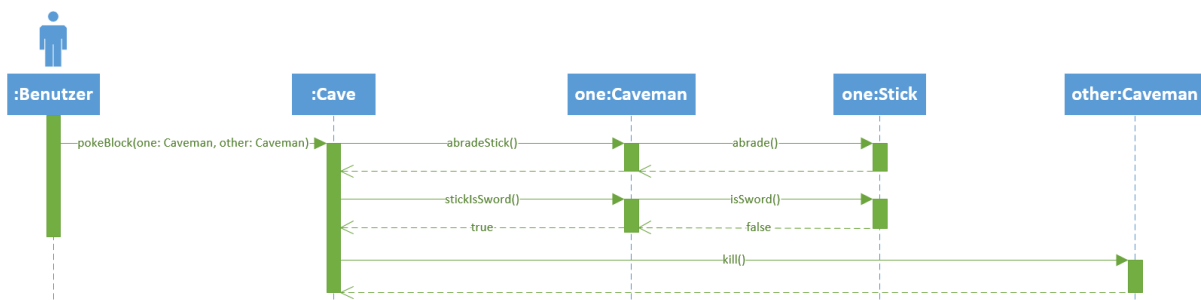 :Benutzer
:Cave
one:Caveman
one:Stick
other:Caveman
pokeBlock(one: Caveman, other: Caveman)
abradeStick()
abrade()
stickIsSword()
isSword()
true
false
kill()